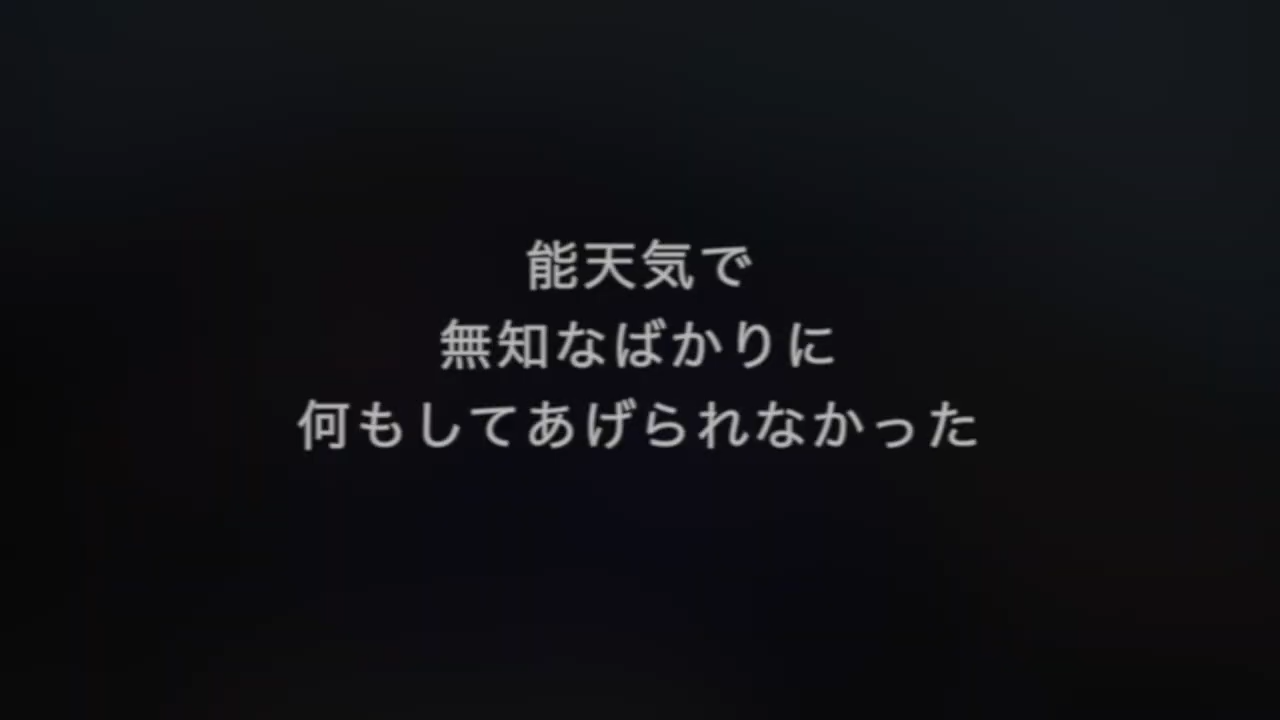 能天気で
無知なばかりに
何もしてあげられなかった